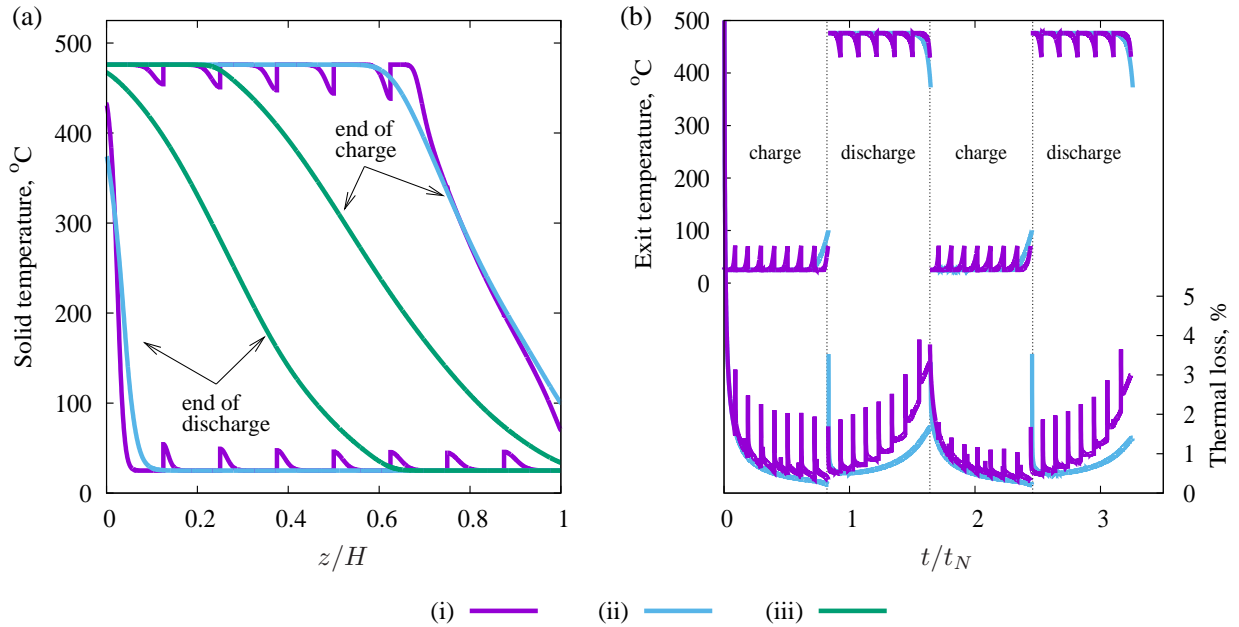 (a)
500
400
300
200
100
0
Solid temperature, °C
0
0.2
0.4
0.6
0.8
1
z/H
end of
charge
end of
discharge
(b)
500
400
300
200
100
0
Exit temperature, °C
charge
discharge
charge
discharge
5
4
3
2
1
0
Thermal loss, %
0
1
2
3
t/t_N
(i)
(ii)
(iii)